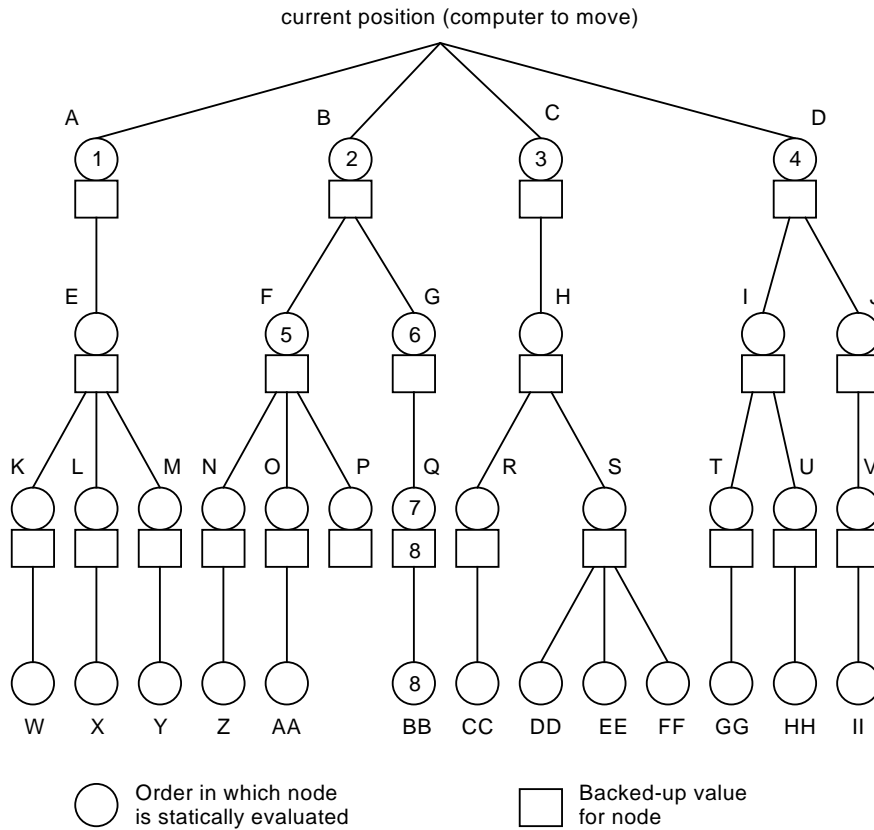 current position (computer to move)
A B C D
1 2 3 4
E F G H I J
5 6
K L M N O P Q R S T U V
7
8
8
W X Y Z AA BB CC DD EE FF GG HH II
Order in which node
is statically evaluated
Backed-up value
for node